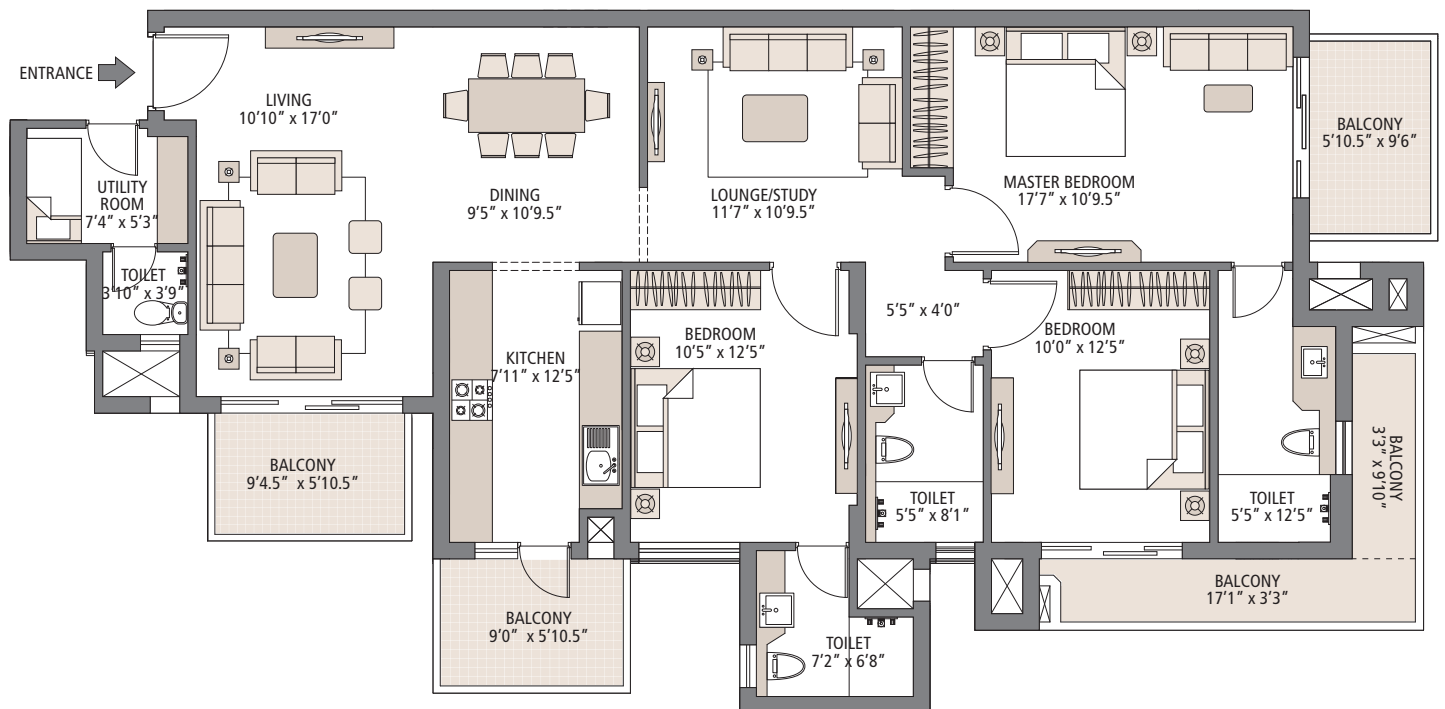 ENTRANCE
LIVING
10'10" x 17'0"
UTILITY
ROOM
7'4" x 5'3"
TOILET
3'10" x 3'9"
DINING
9'5" x 10'9.5"
LOUNGE/STUDY
11'7" x 10'9.5"
MASTER BEDROOM
17'7" x 10'9.5"
BALCONY
5'10.5" x 9'6"
KITCHEN
7'11" x 12'5"
BEDROOM
10'5" x 12'5"
5'5" x 4'0"
BEDROOM
10'0" x 12'5"
BALCONY
9'4.5" x 5'10.5"
TOILET
5'5" x 8'1"
TOILET
5'5" x 12'5"
BALCONY
3'3" x 9'10"
BALCONY
17'1" x 3'3"
BALCONY
9'0" x 5'10.5"
TOILET
7'2" x 6'8"